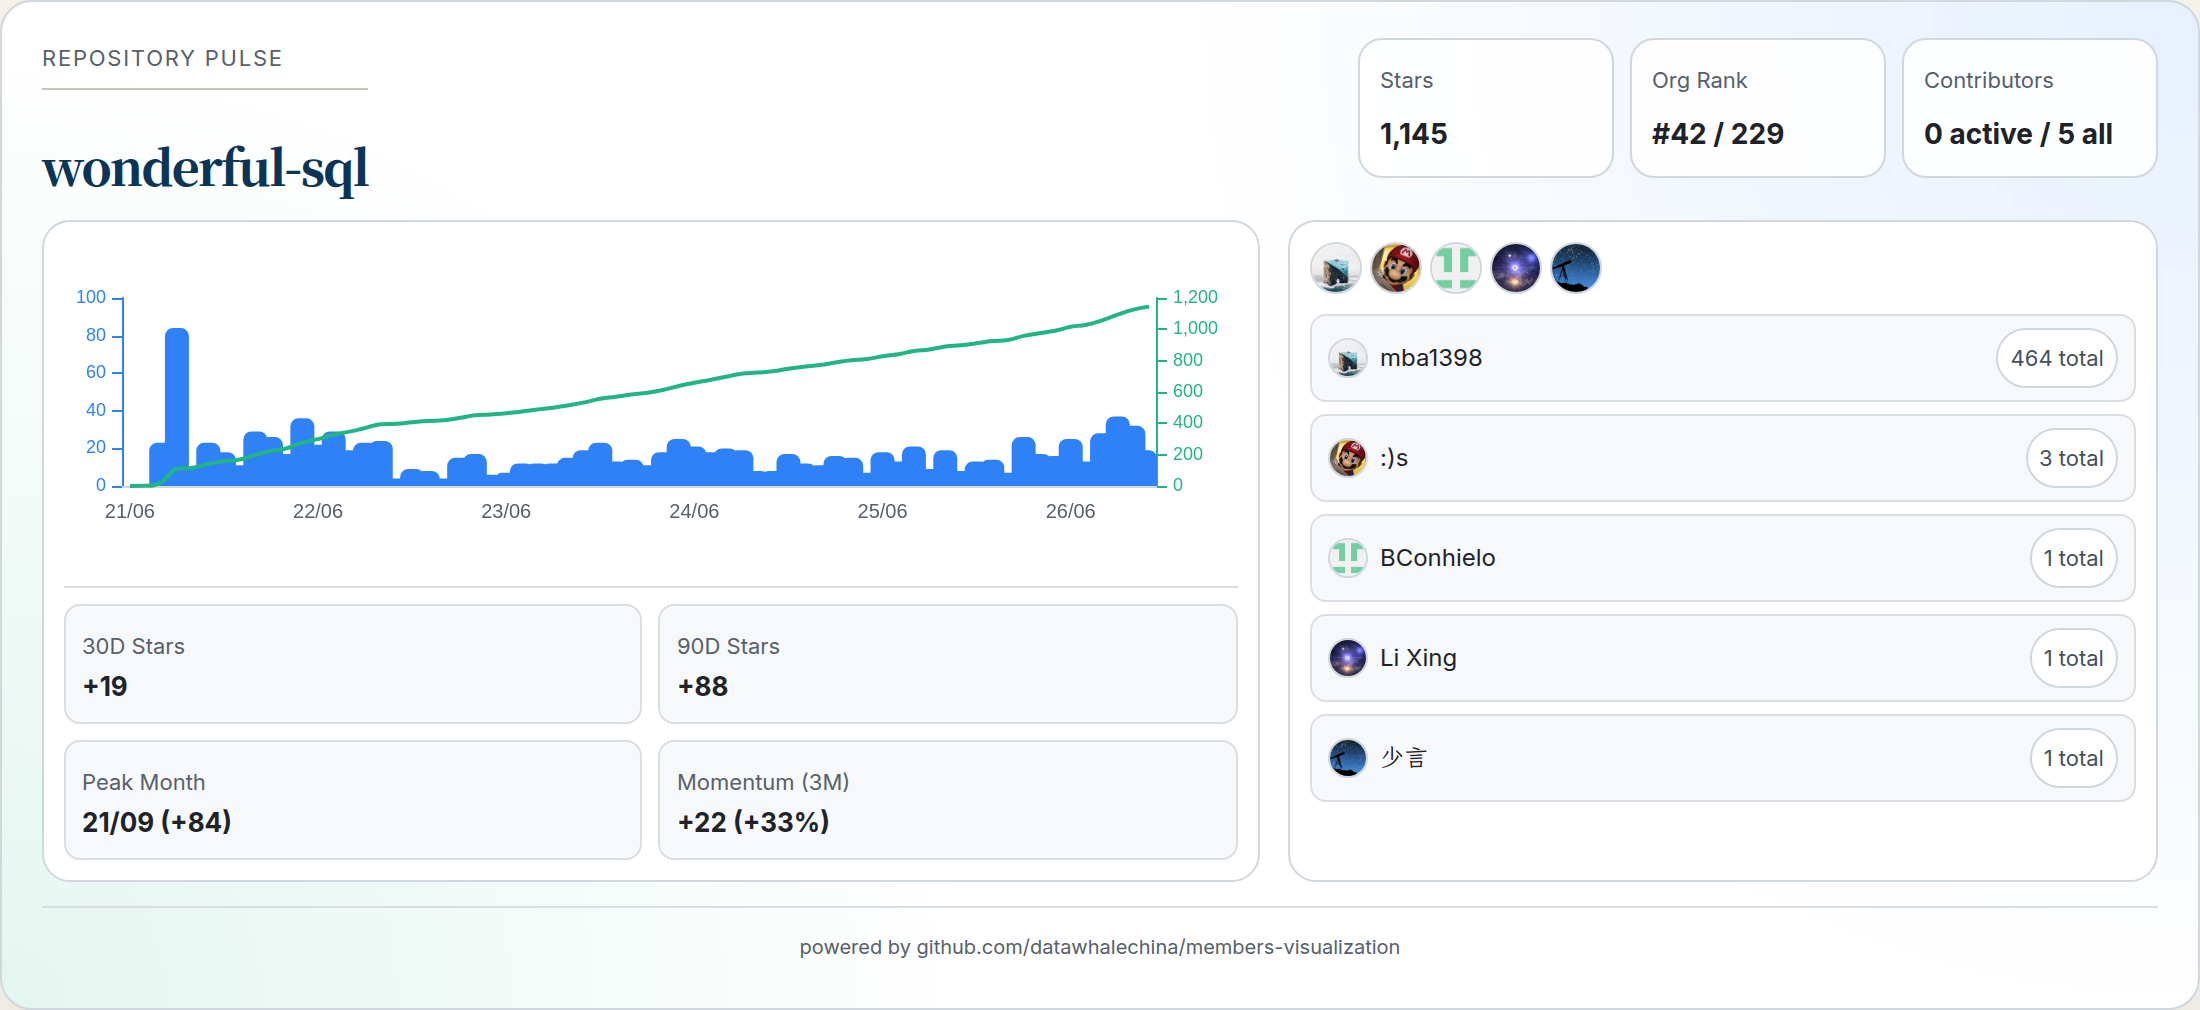 REPOSITORY PULSE
wonderful-sql
Stars
1,145
Org Rank
#42 / 229
Contributors
0 active / 5 all
100
80
60
40
20
0
1,200
1,000
800
600
400
200
0
21/06
22/06
23/06
24/06
25/06
26/06
30D Stars
+19
90D Stars
+88
Peak Month
21/09 (+84)
Momentum (3M)
+22 (+33%)
mba1398
464 total
:)s
3 total
BConhielo
1 total
Li Xing
1 total
少言
1 total
powered by github.com/datawhalechina/members-visualization